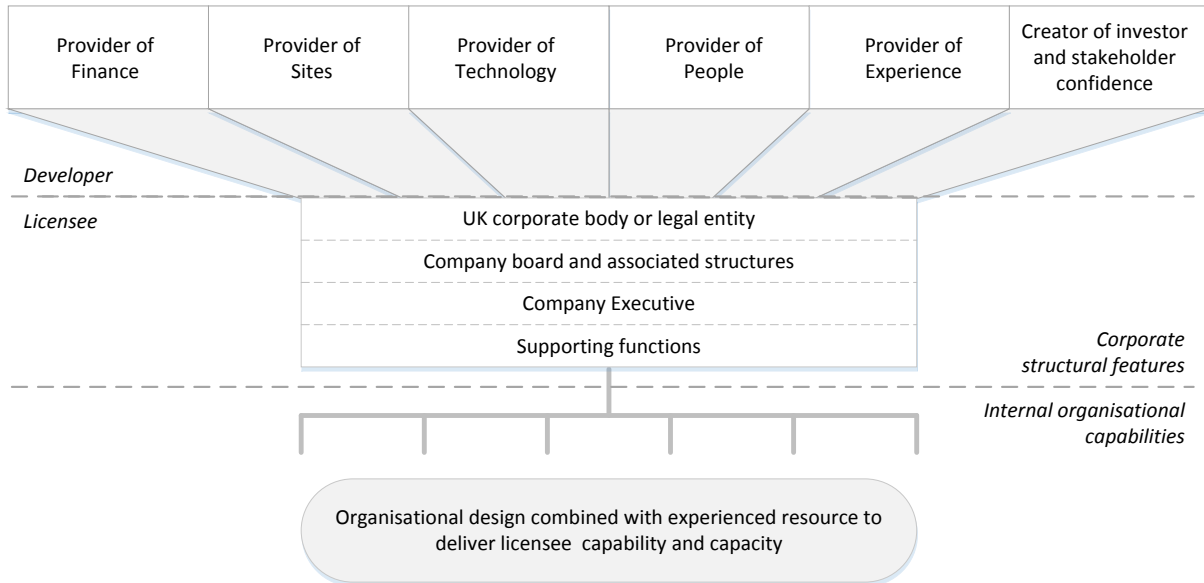 Provider of
Finance
Provider of
Sites
Provider of
Technology
Provider of
People
Provider of
Experience
Creator of investor
and stakeholder
confidence
Developer
Licensee
UK corporate body or legal entity
Company board and associated structures
Company Executive
Supporting functions
Corporate
structural features
Internal organisational
capabilities
Organisational design combined with experienced resource to
deliver licensee capability and capacity